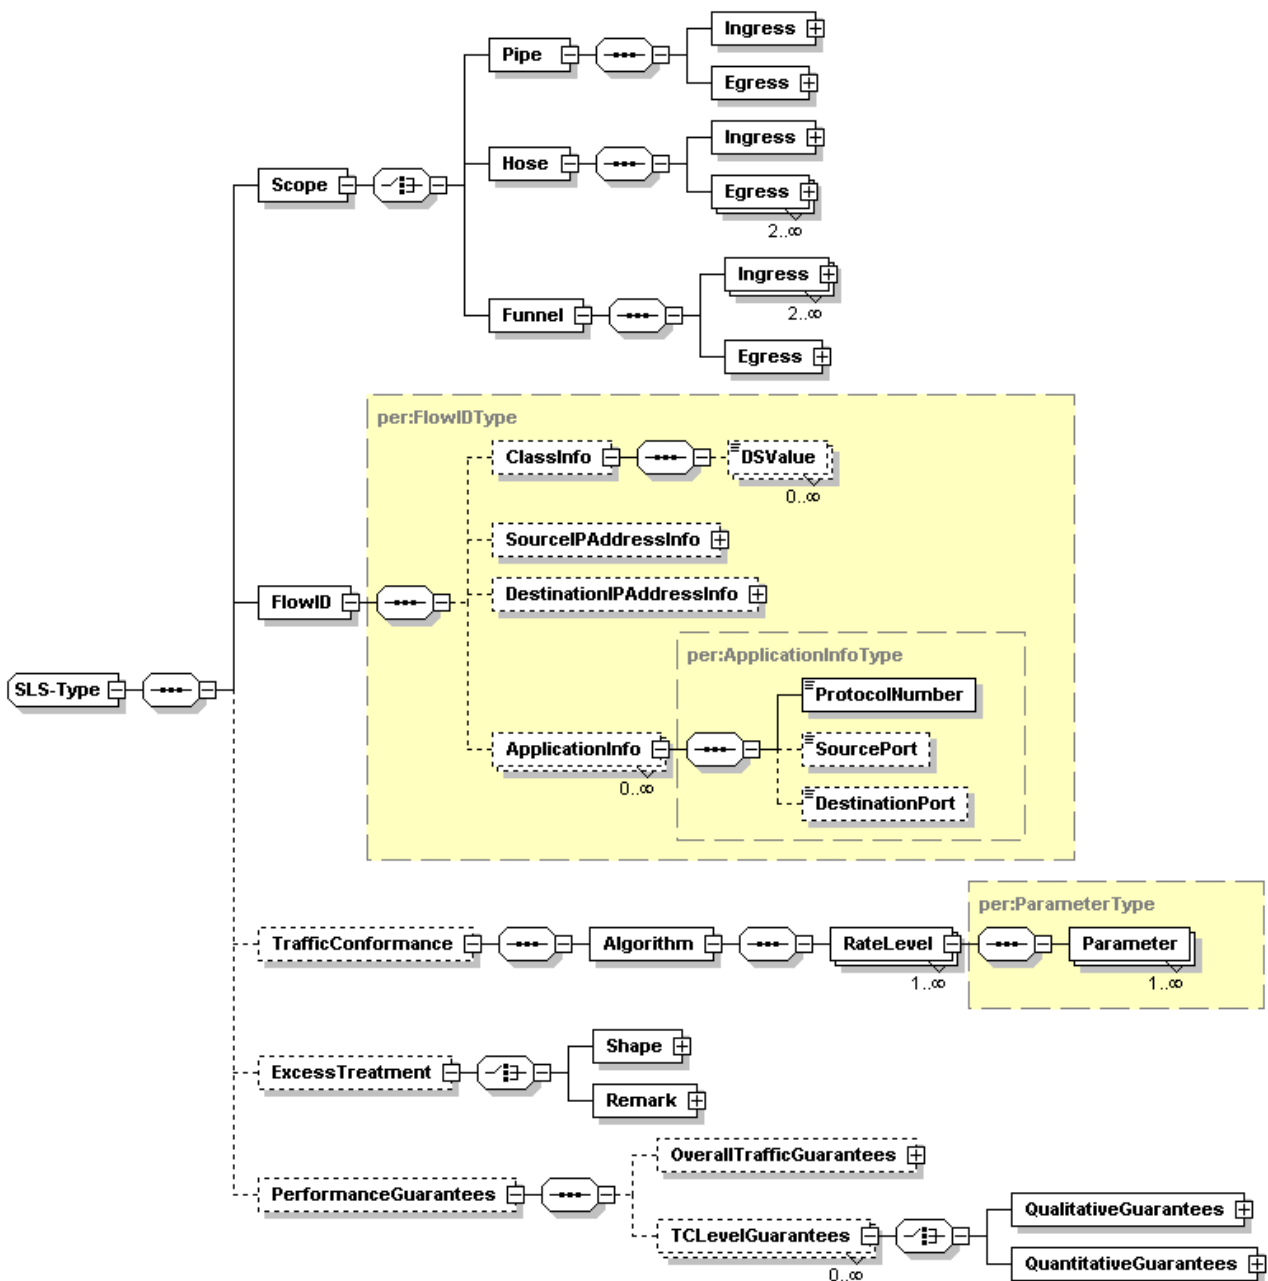 Ingress
Pipe
Egress
Ingress
Hose
Scope
Egress
2..∞
Ingress
2..∞
Funnel
Egress
per:FlowIDType
ClassInfo
DSValue
0..∞
SourceIPAddressInfo
DestinationIPAddressInfo
FlowID
per:ApplicationInfoType
SLS-Type
ProtocolNumber
ApplicationInfo
SourcePort
0..∞
DestinationPort
per:ParameterType
TrafficConformance
Algorithm
RateLevel
Parameter
1..∞
1..∞
Shape
ExcessTreatment
Remark
OverallTrafficGuarantees
PerformanceGuarantees
QualitativeGuarantees
TCLevelGuarantees
QuantitativeGuarantees
0..∞